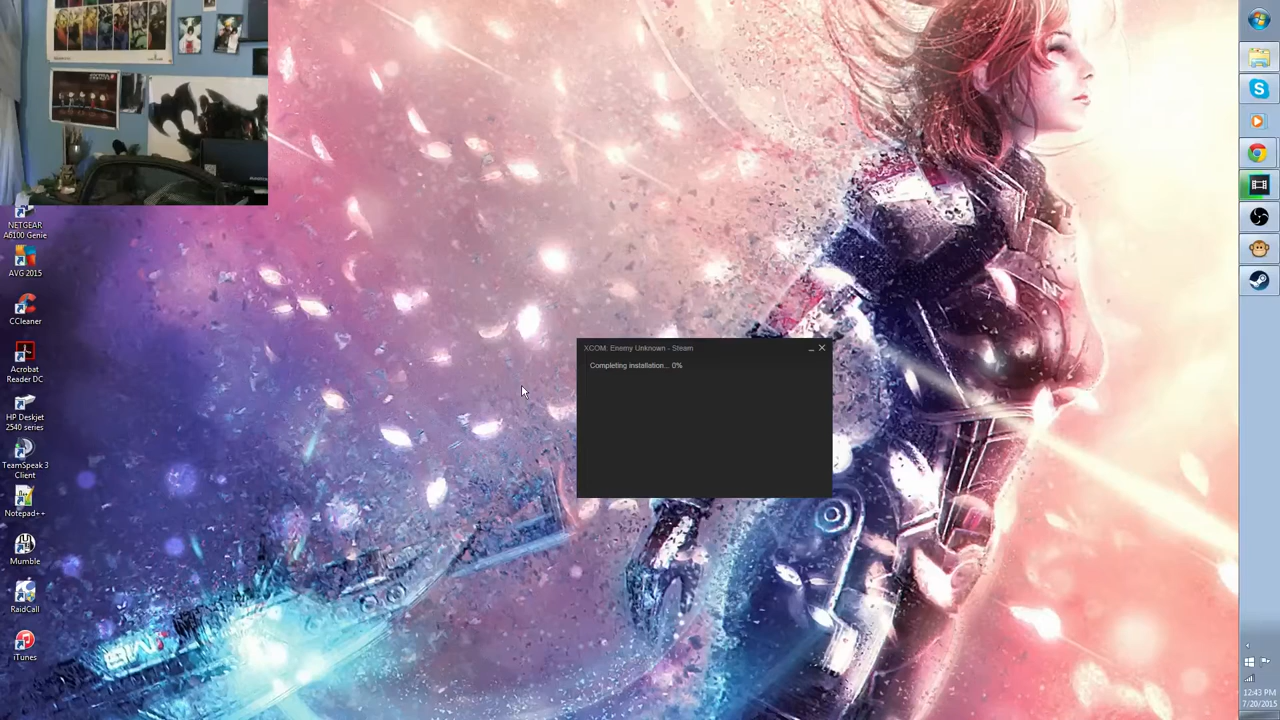 NETGEAR
A6100 Genie
AVG 2015
CCleaner
Acrobat
Reader DC
HP Deskjet
2540 series
TeamSpeak 3
Client
Notepad++
Mumble
RaidCall
iTunes
XCOM: Enemy Unknown - Steam
Completing installation... 0%
N7
12:43 PM
7/20/2015